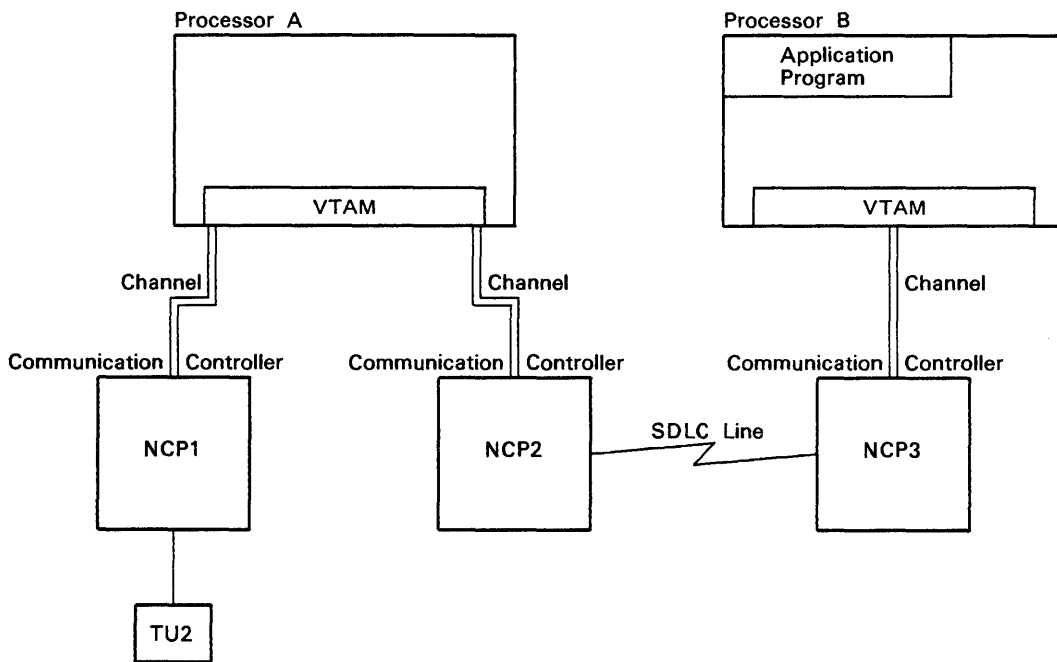 Processor A
Processor B
Application
Program
VTAM
VTAM
Channel
Channel
Channel
Communication Controller
Communication Controller
Communication Controller
NCP1
NCP2
SDLC Line
NCP3
TU2